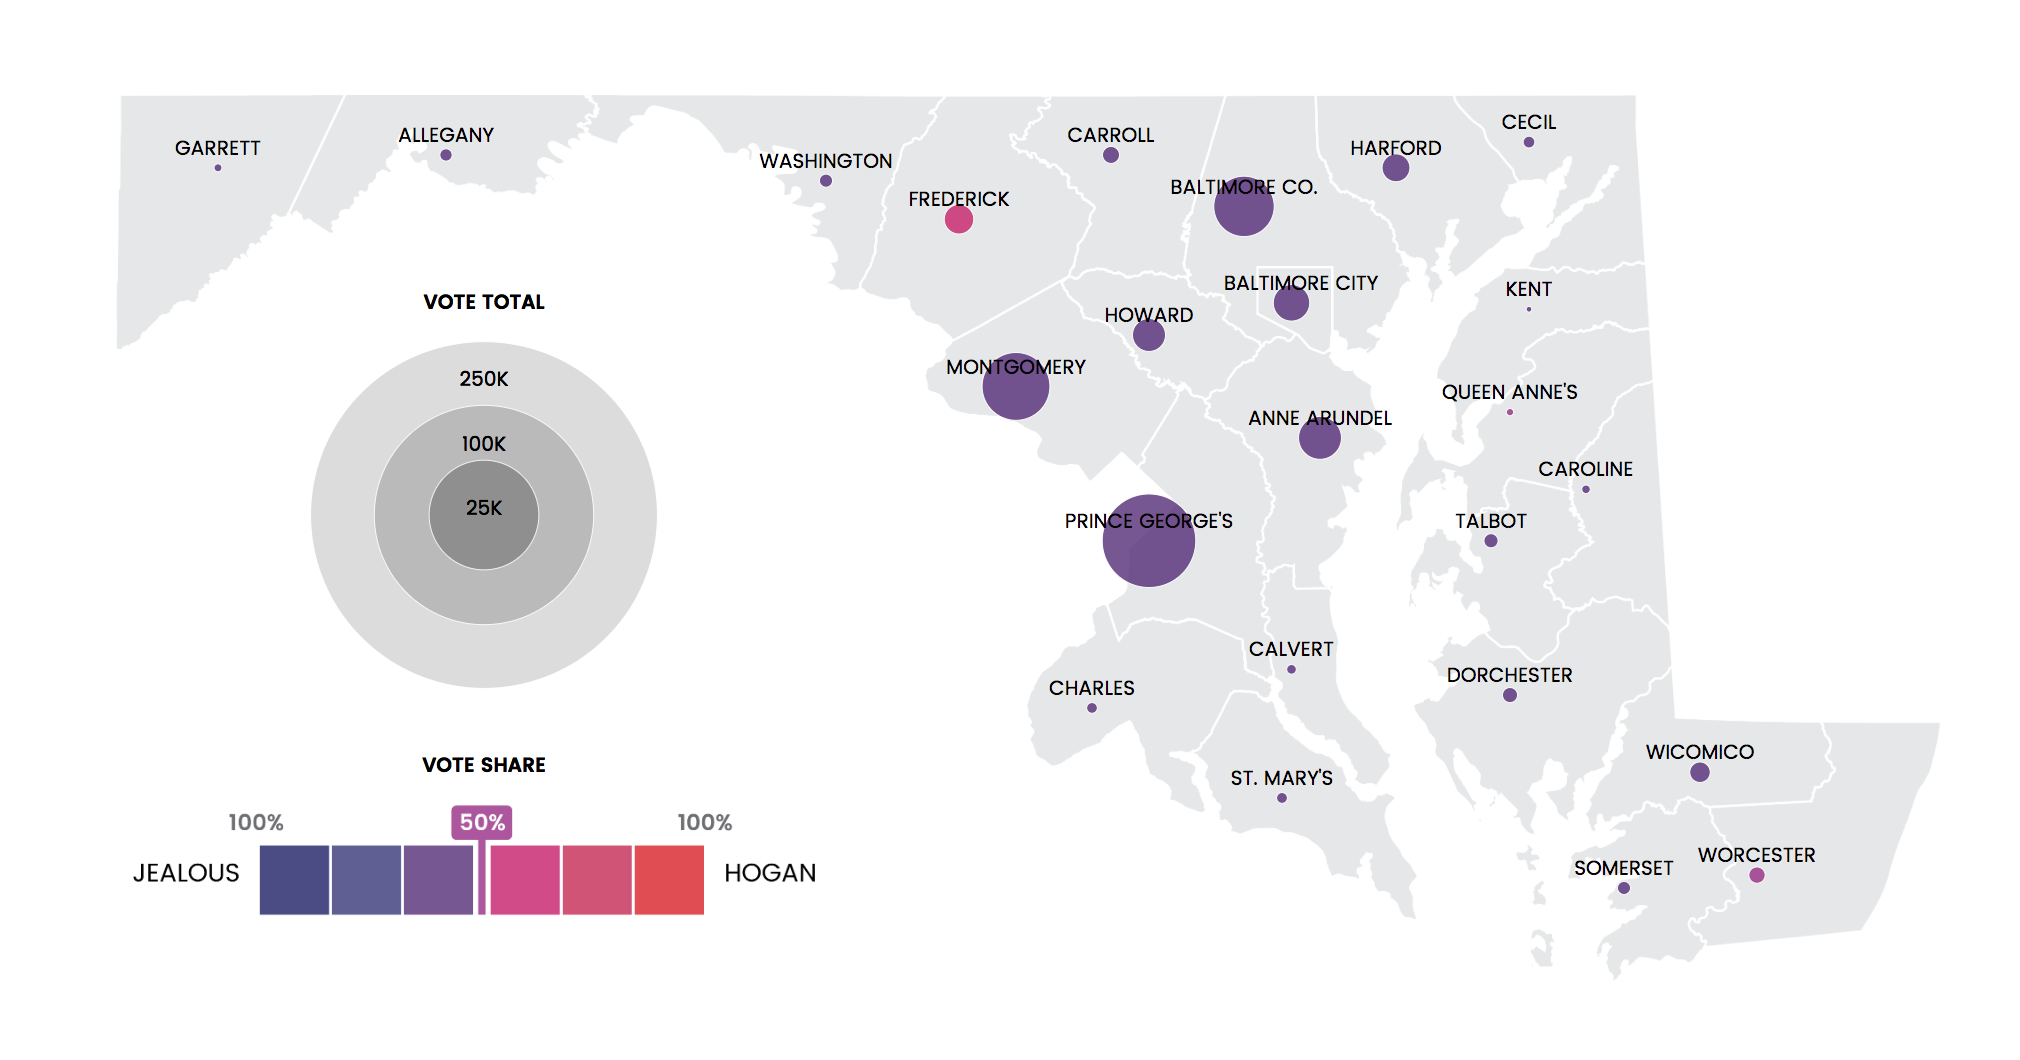 CECIL
ALLEGANY
CARROLL
GARRETT
HARFORD
WASHINGTON
BALTIMORE CO.
FREDERICK
BALTIMORE CITY
KENT
VOTE TOTAL
HOWARD
MONTGOMERY
250K
QUEEN ANNE'S
ANNE ARUNDEL
100K
CAROLINE
25K
PRINCE GEORGE'S
TALBOT
CALVERT
DORCHESTER
CHARLES
WICOMICO
VOTE SHARE
ST. MARY'S
100% 50% 100%
WORCESTER
SOMERSET
JEALOUS HOGAN